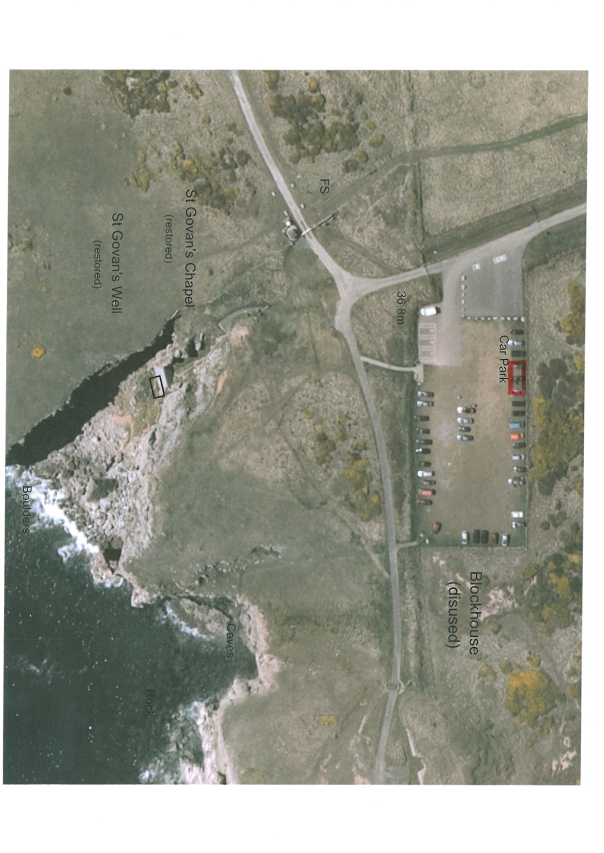 FS
St Govan's Chapel
(restored)
St Govan's Well
(restored)
36.8m
Car Park
Blockhouse
(disused)
Boulders
Caves
Rock